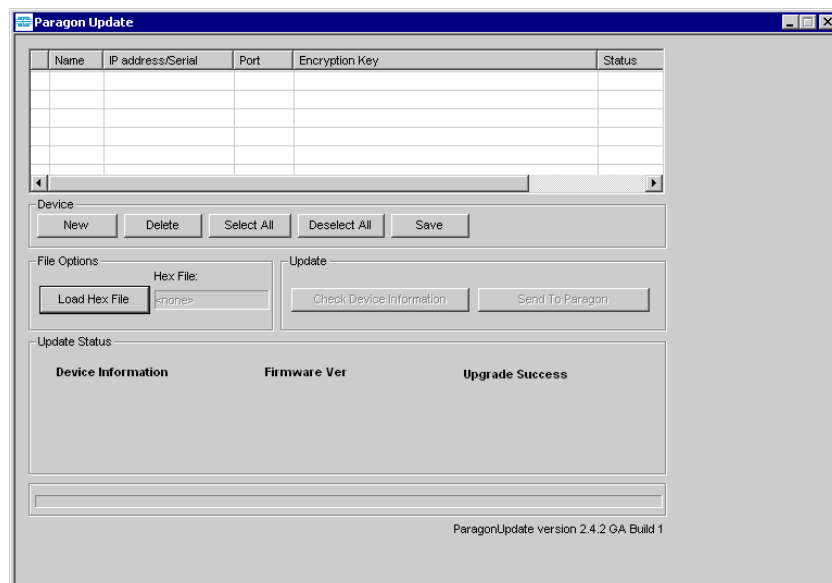 Paragon Update
Name IP address/Serial Port Encryption Key Status
Device
New Delete Select All Deselect All Save
File Options Update
Hex File:
Load Hex File <none> Check Device Information Send To Paragon
Update Status
Device Information Firmware Ver Upgrade Success
ParagonUpdate version 2.4.2 GA Build 1